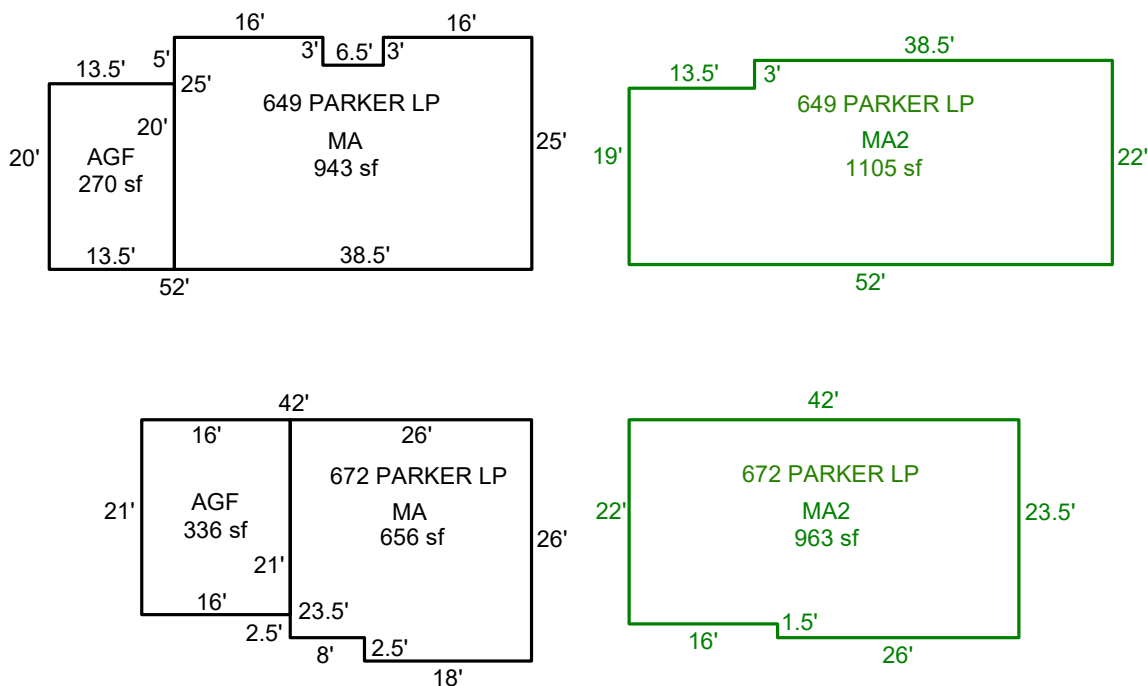 16'
16'
38.5'
5'
3'
6.5'
3'
13.5'
25'
13.5'
3'
649 PARKER LP
649 PARKER LP
20'
20'
MA
25'
19'
MA2
22'
AGF
943 sf
1105 sf
270 sf
13.5'
38.5'
52'
52'
42'
42'
16'
26'
672 PARKER LP
672 PARKER LP
AGF
21'
MA
22'
MA2
23.5'
336 sf
656 sf
26'
963 sf
21'
16'
23.5'
1.5'
2.5'
2.5'
16'
26'
8'
18'